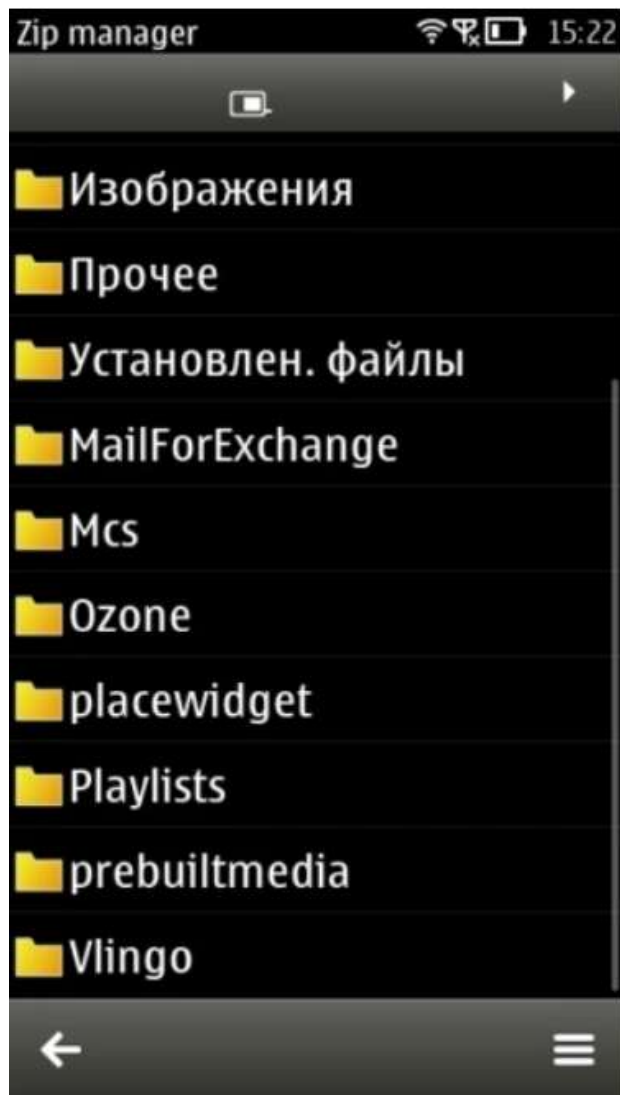 Zip manager 15:22
Изображения
Прочее
Установлен. файлы
MailForExchange
Mcs
Ozone
placewidget
Playlists
prebuiltmedia
Vlingo